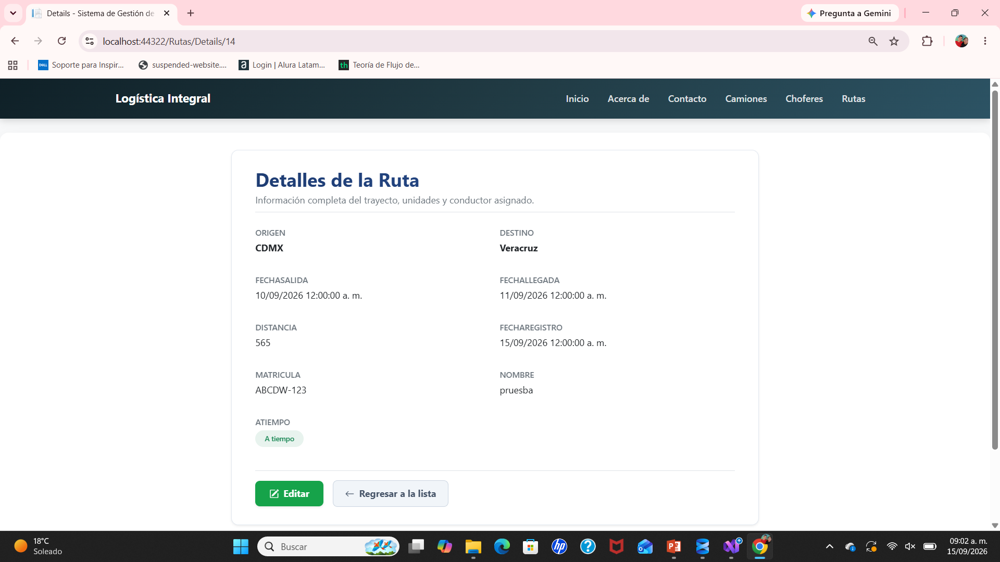 Details - Sistema de Gestión de
Pregunta a Gemini
localhost:44322/Rutas/Details/14
DELL
Soporte para Inspir...
suspended-website....
a
Login | Alura Latam...
th
Teoría de Flujo de...
Logística Integral
Inicio
Acerca de
Contacto
Camiones
Choferes
Rutas
Detalles de la Ruta
Información completa del trayecto, unidades y conductor asignado.
ORIGEN
DESTINO
CDMX
Veracruz
FECHASALIDA
FECHALLEGADA
10/09/2026 12:00:00 a. m.
11/09/2026 12:00:00 a. m.
DISTANCIA
FECHAREGISTRO
565
15/09/2026 12:00:00 a. m.
MATRICULA
NOMBRE
ABCDW-123
pruesba
ATIEMPO
A tiempo
Editar
← Regresar a la lista
18°C
Soleado
Buscar
hp
?
P
09:02 a. m.
15/09/2026